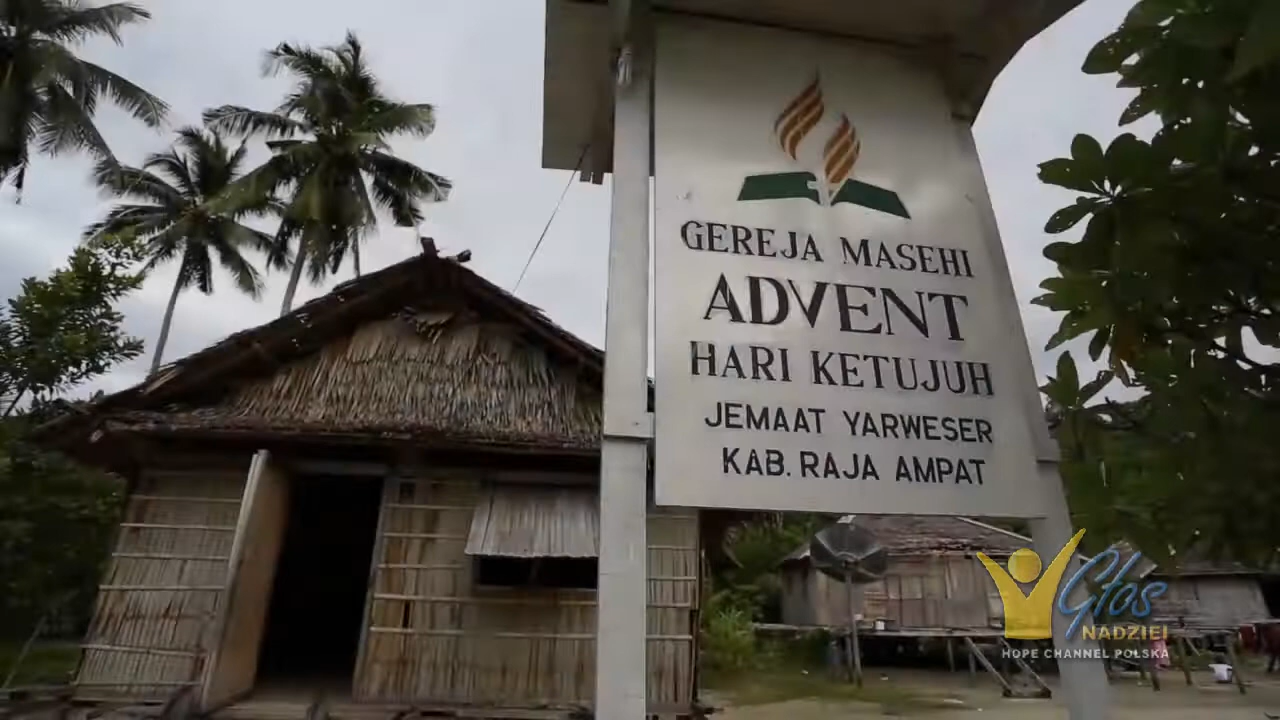 GEREJA MASEHI
ADVENT
HARI KETUJUH
JEMAAT YARWESER
KAB. RAJA AMPAT
Głos
NADZIEI
HOPE CHANNEL POLSKA